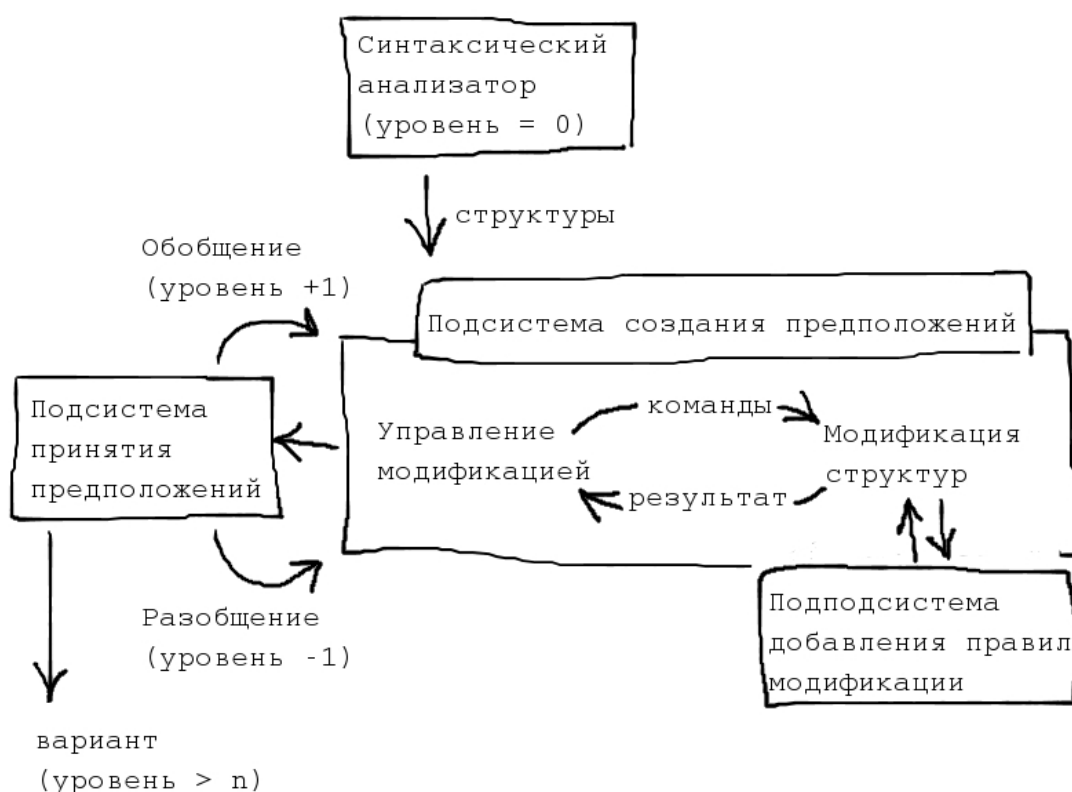 Синтаксический
анализатор
(уровень = 0)
структуры
Обобщение
(уровень +1)
Подсистема создания предположений
Подсистема
принятия
предположений
Управление
модификацией
команды
Модификация
структур
результат
Подподсистема
добавления правил
модификации
Разобщение
(уровень -1)
вариант
(уровень > n)